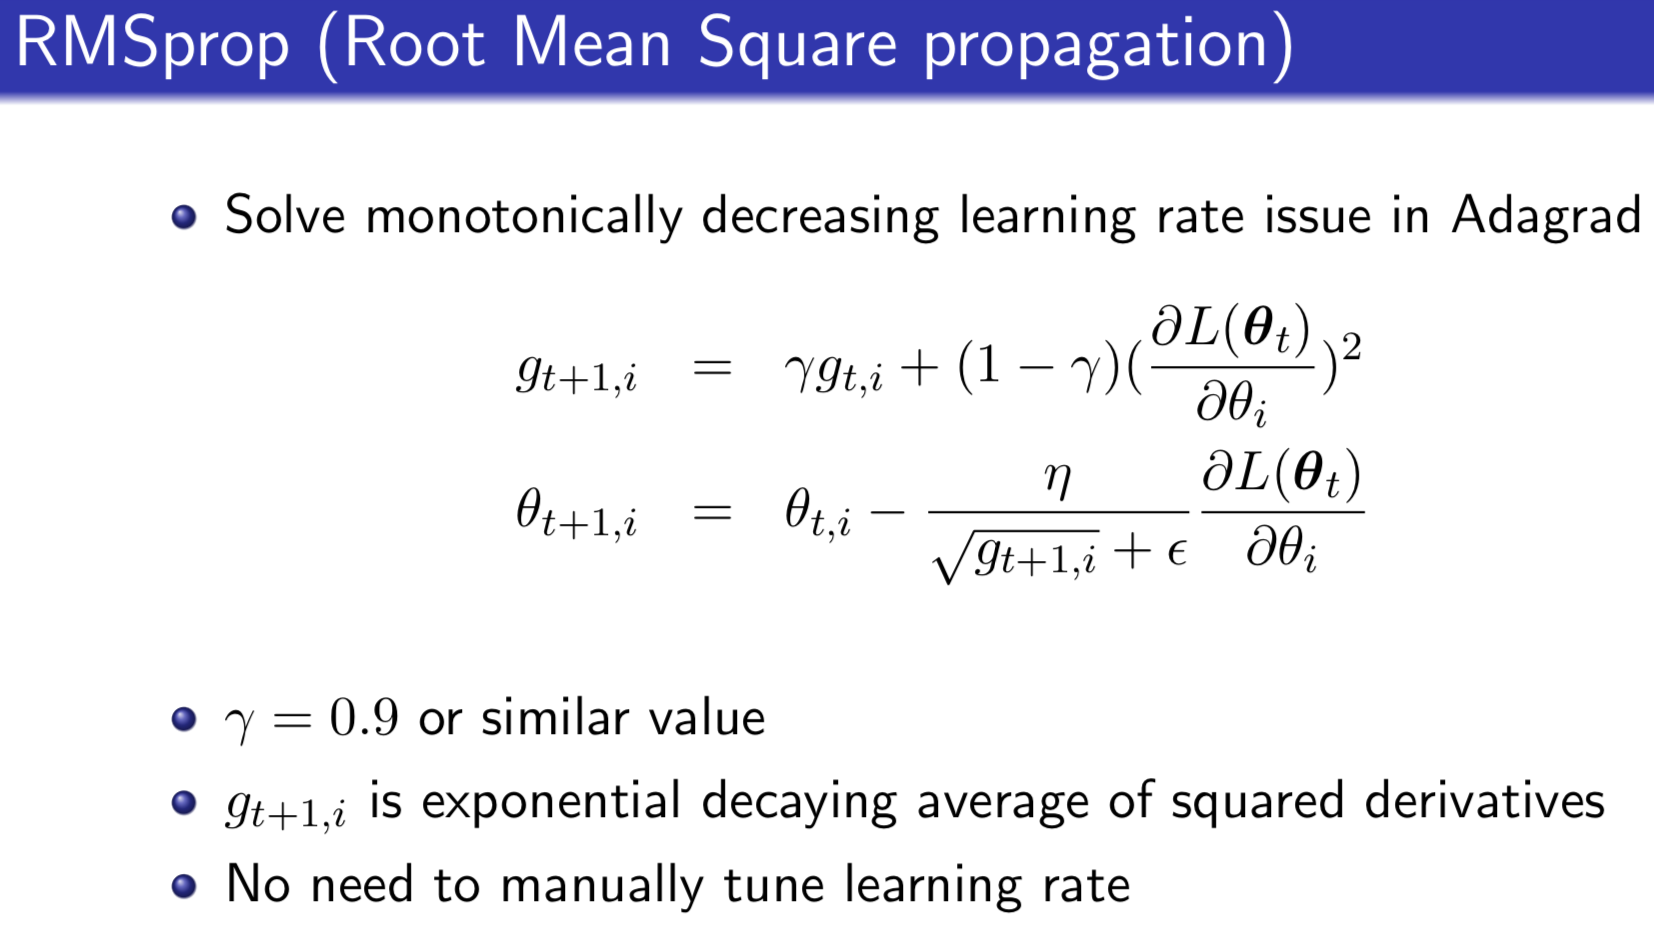 RMSprop (Root Mean Square propagation)
Solve monotonically decreasing learning rate issue in Adagrad
$g_{t+1,i} = \gamma g_{t,i} + (1 - \gamma)(\frac{\partial L(\boldsymbol{\theta}_t)}{\partial \theta_i})^2$
$\theta_{t+1,i} = \theta_{t,i} - \frac{\eta}{\sqrt{g_{t+1,i}} + \epsilon} \frac{\partial L(\boldsymbol{\theta}_t)}{\partial \theta_i}$
$\gamma = 0.9$ or similar value
$g_{t+1,i}$ is exponential decaying average of squared derivatives
No need to manually tune learning rate